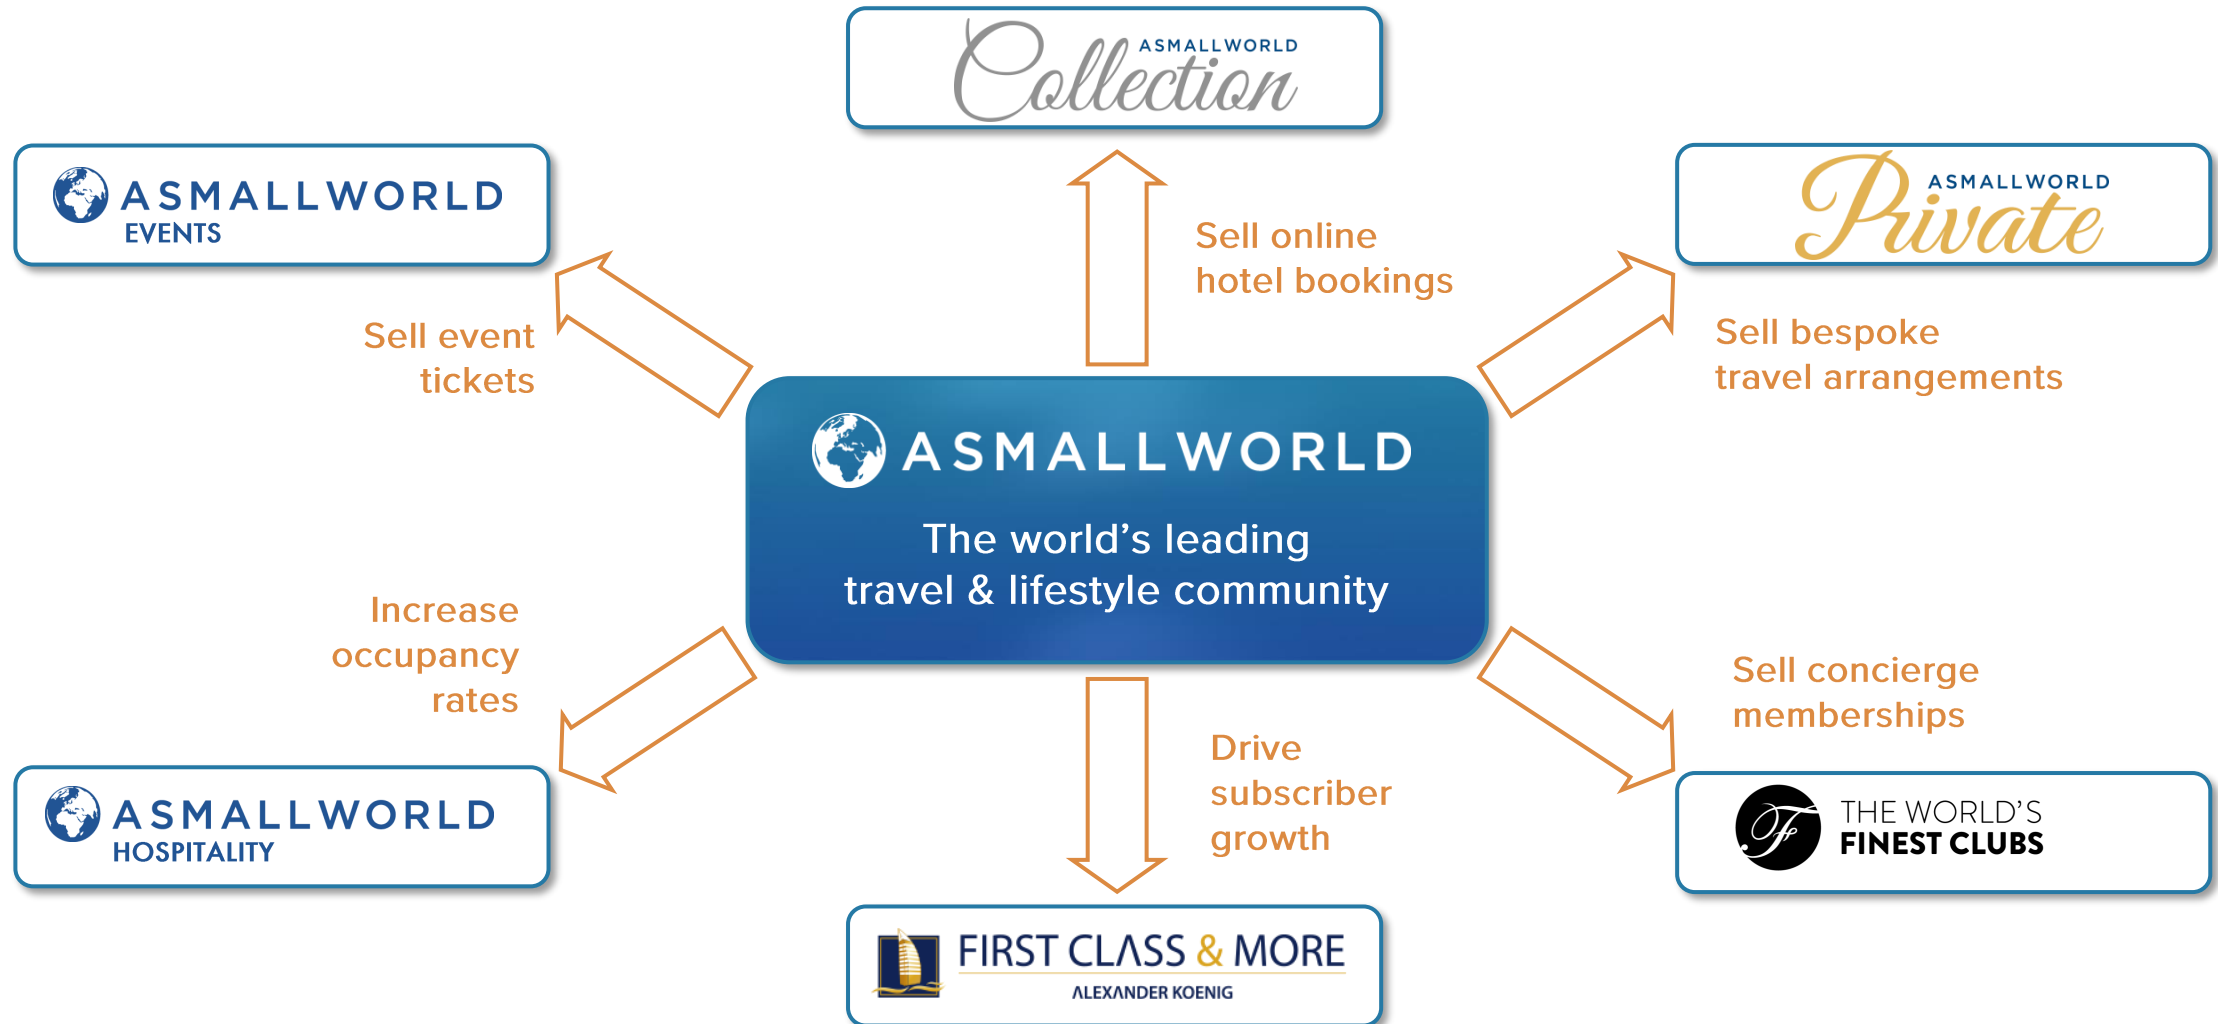 ASMALLWORLD
Collection
ASMALLWORLD
EVENTS
ASMALLWORLD
Private
Sell online
hotel bookings
Sell event
tickets
Sell bespoke
travel arrangements
ASMALLWORLD
The world’s leading
travel & lifestyle community
Increase
occupancy
rates
Sell concierge
memberships
Drive
subscriber
growth
ASMALLWORLD
HOSPITALITY
F
THE WORLD’S
FINEST CLUBS
FIRST CLΛSS & MORE
ΛLEXΛNDER KOENIG